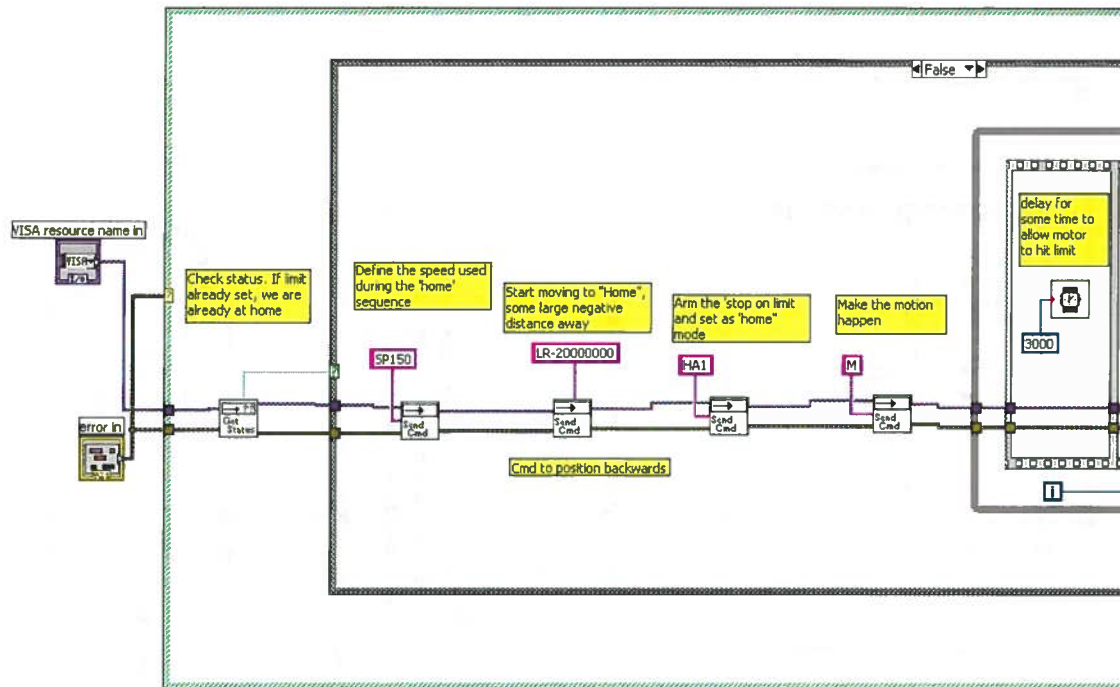 False
VISA resource name in
VISA
I/O
Check status. If limit
already set, we are
already at home
Define the speed used
during the 'home'
sequence
Start moving to "Home",
some large negative
distance away
Arm the 'stop on limit
and set as 'home"
mode
Make the motion
happen
delay for
some time to
allow motor
to hit limit
3000
SP150
LR-20000000
HA1
M
?
?
Get
Status
Send
Cmd
Send
Cmd
Send
Cmd
Send
Cmd
error in
Cmd to position backwards
i